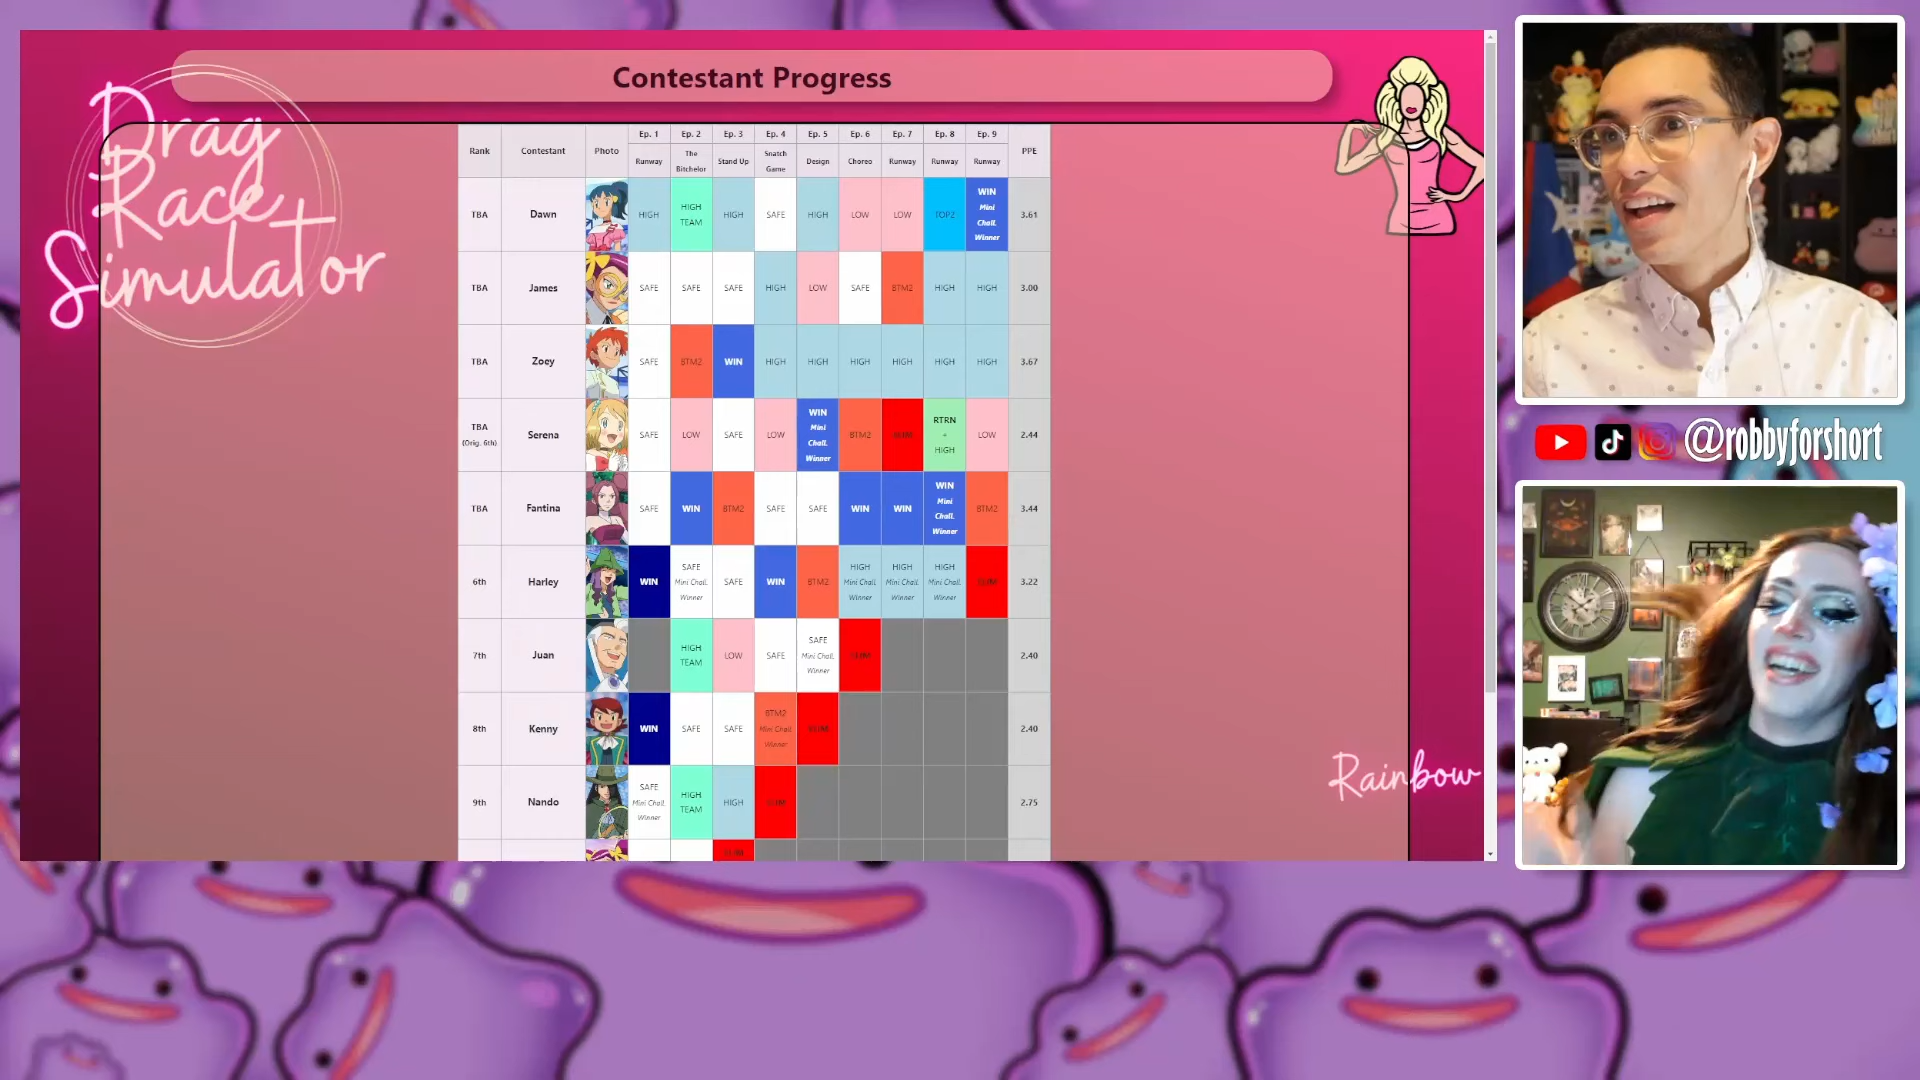 Contestant Progress
Drag
Race
Simulator
Rank Contestant Photo Ep. 1 Ep. 2 Ep. 3 Ep. 4 Ep. 5 Ep. 6 Ep. 7 Ep. 8 Ep. 9 PPE
Runway The Bitchelor Stand Up Snatch Game Design Choreo Runway Runway Runway
TBA Dawn HIGH HIGH TEAM HIGH SAFE HIGH LOW LOW TOP2 WIN Mini Chall. Winner 3.61
TBA James SAFE SAFE SAFE HIGH LOW SAFE BTM2 HIGH HIGH 3.00
TBA Zoey SAFE BTM2 WIN HIGH HIGH HIGH HIGH HIGH HIGH 3.67
TBA (Orig. 6th) Serena SAFE LOW SAFE LOW WIN Mini Chall. Winner BTM2 ELIM RTRN + HIGH LOW 2.44
TBA Fantina SAFE WIN BTM2 SAFE SAFE WIN WIN WIN Mini Chall. Winner BTM2 3.44
6th Harley WIN SAFE Mini Chall. Winner SAFE WIN BTM2 HIGH Mini Chall. Winner HIGH Mini Chall. Winner HIGH Mini Chall. Winner ELIM 3.22
7th Juan HIGH TEAM LOW SAFE SAFE Mini Chall. Winner ELIM 2.40
8th Kenny WIN SAFE SAFE BTM2 Mini Chall. Winner ELIM 2.40
9th Nando SAFE Mini Chall. Winner HIGH TEAM HIGH ELIM 2.75
ELIM
Rainbow
@robbyforshort